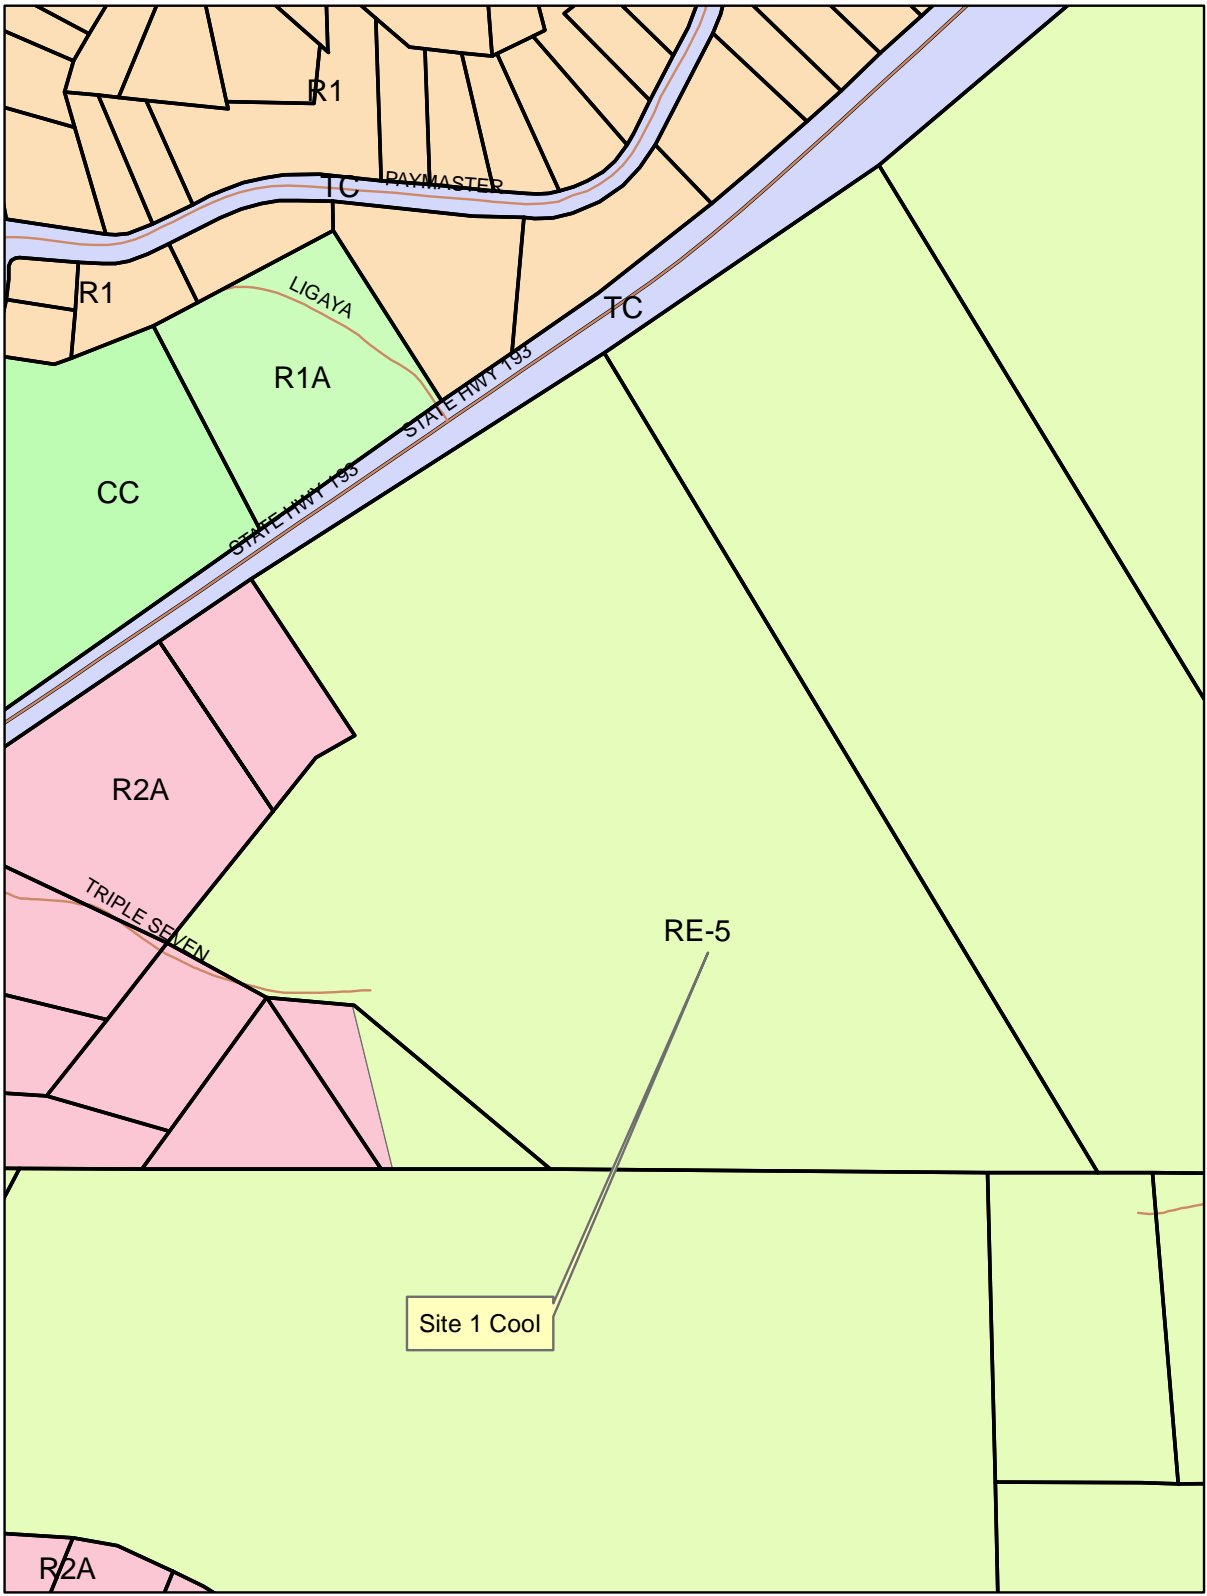 R1
TC
PAYMASTER
R1
LIGAYA
TC
R1A
STATE HWY 193
CC
STATE HWY 193
R2A
TRIPLE SEVEN
RE-5
Site 1 Cool
R2A